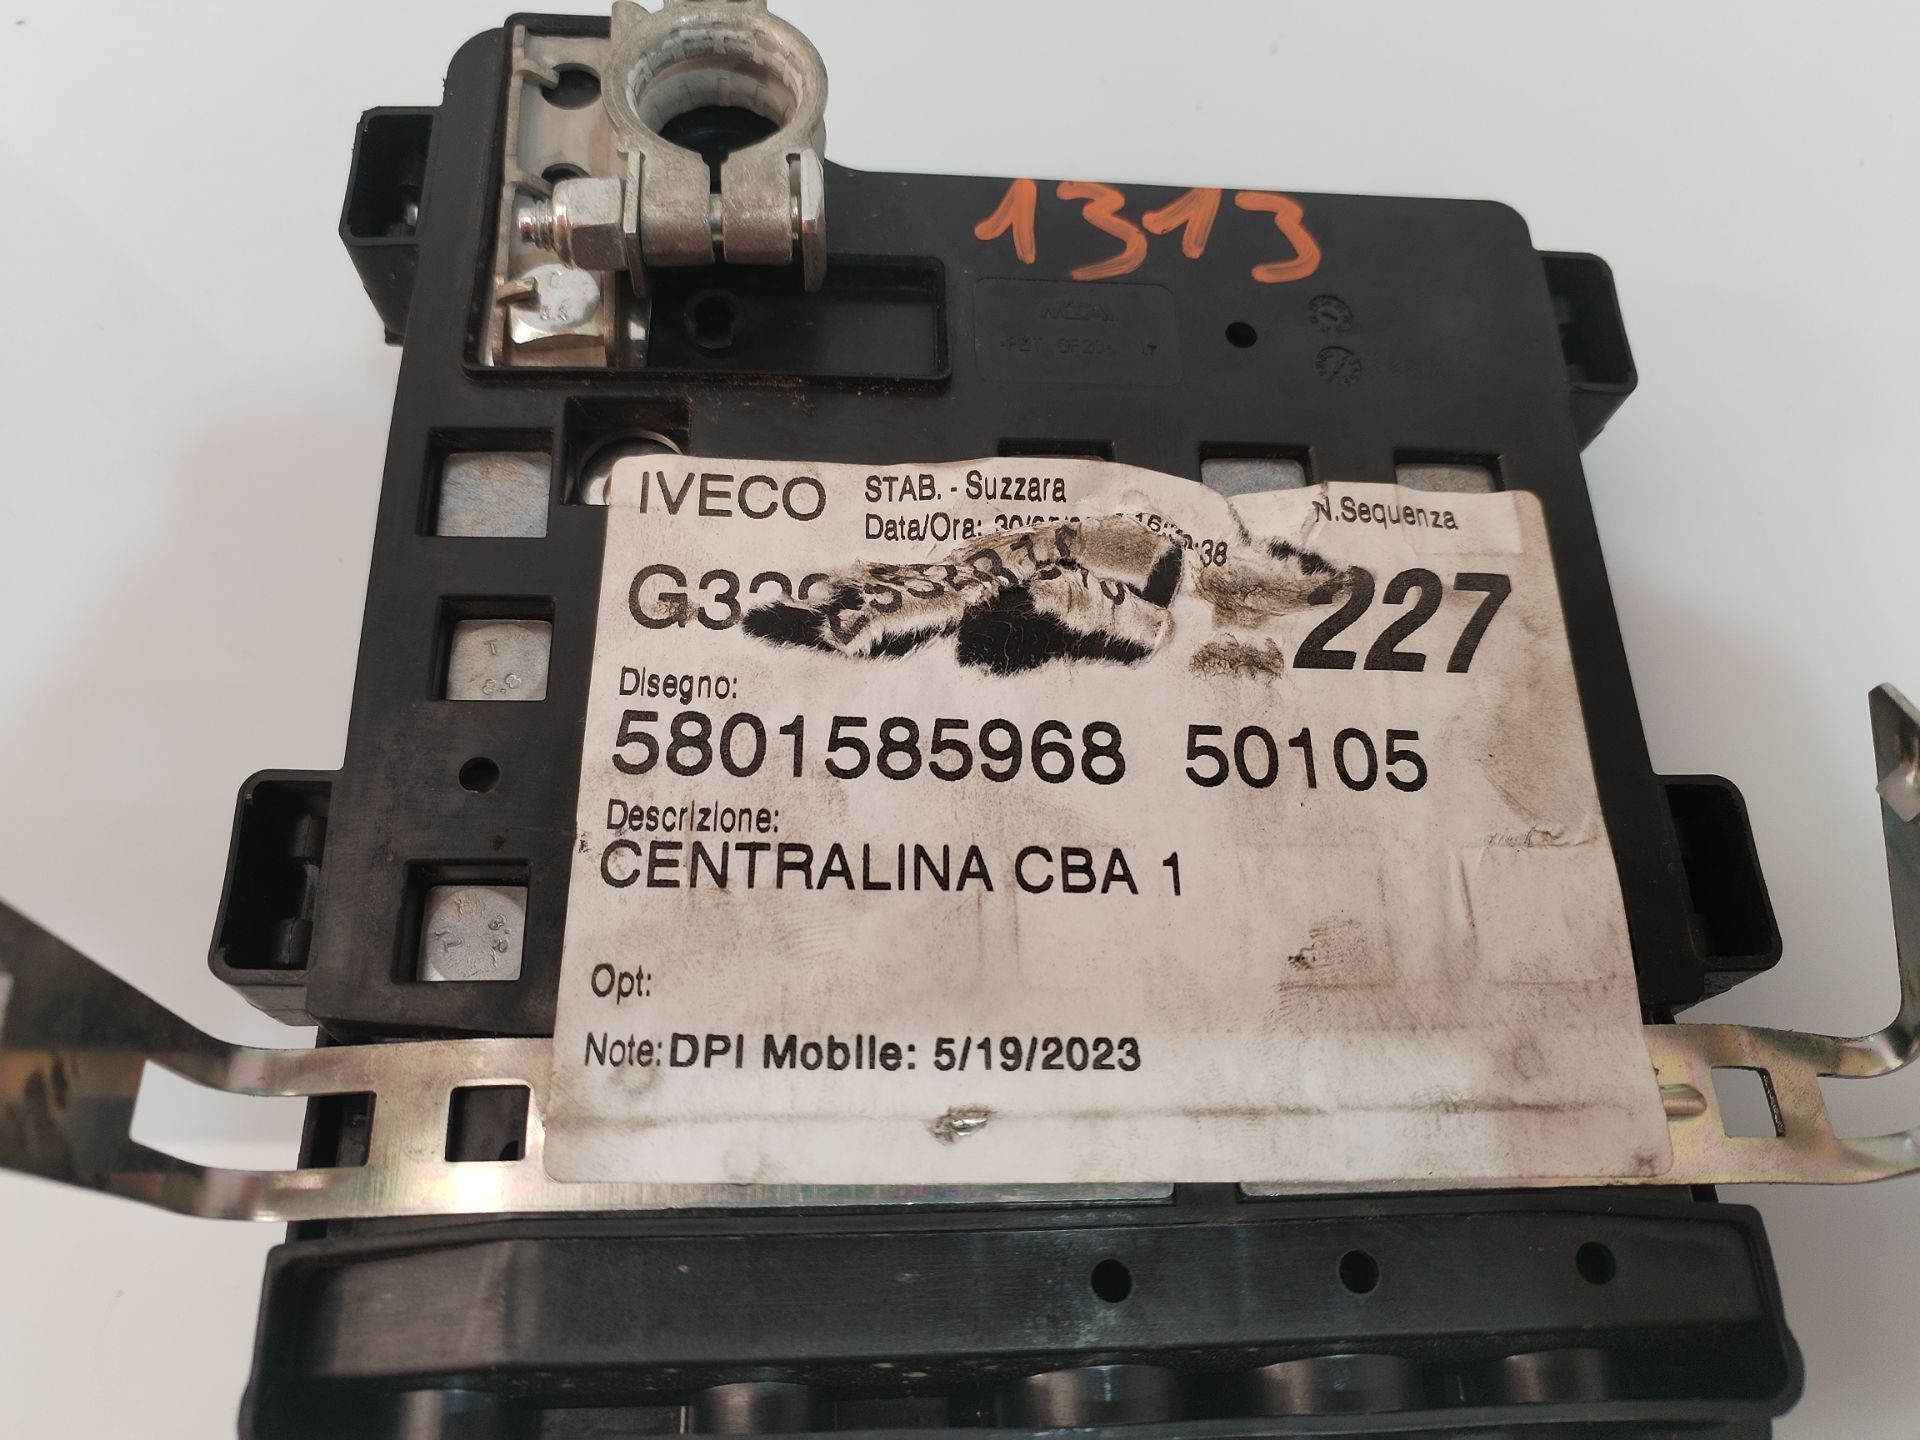 1313
IVECO
STAB. - Suzzara
N.Sequenza
Data/Ora:
227
Disegno:
5801585968 50105
Descrizione:
CENTRALINA CBA 1
Opt:
Note: DPI Mobile: 5/19/2023